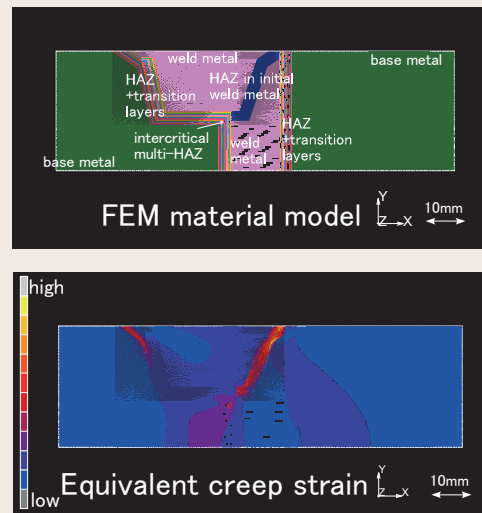 weld metal
base metal
HAZ
+transition
layers
HAZ in initial
weld metal
HAZ
+transition
layers
intercritical
multi-HAZ
weld
metal
base metal
FEM material model
Y
Z X
10mm
high
low
Equivalent creep strain
Y
Z X
10mm